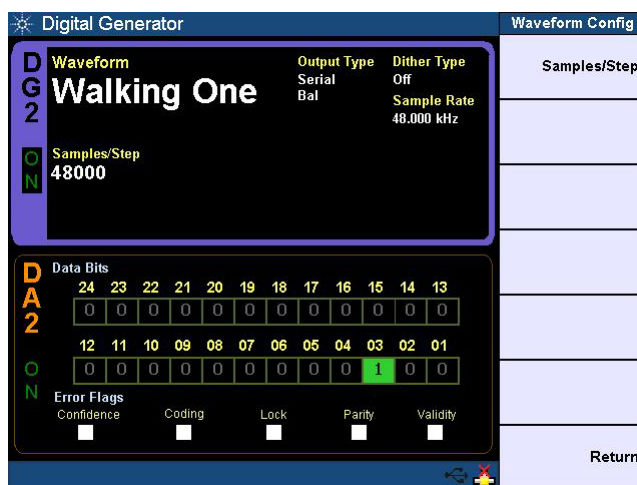 Digital Generator
Waveform Config
DG2
ON
Waveform
Walking One
Output Type
Serial
Bal
Dither Type
Off
Sample Rate
48.000 kHz
Samples/Step
48000
Samples/Step
DA2
ON
Data Bits
24 23 22 21 20 19 18 17 16 15 14 13
0 0 0 0 0 0 0 0 0 0 0 0
12 11 10 09 08 07 06 05 04 03 02 01
0 0 0 0 0 0 0 0 0 1 0 0
Error Flags
Confidence Coding Lock Parity Validity
Return